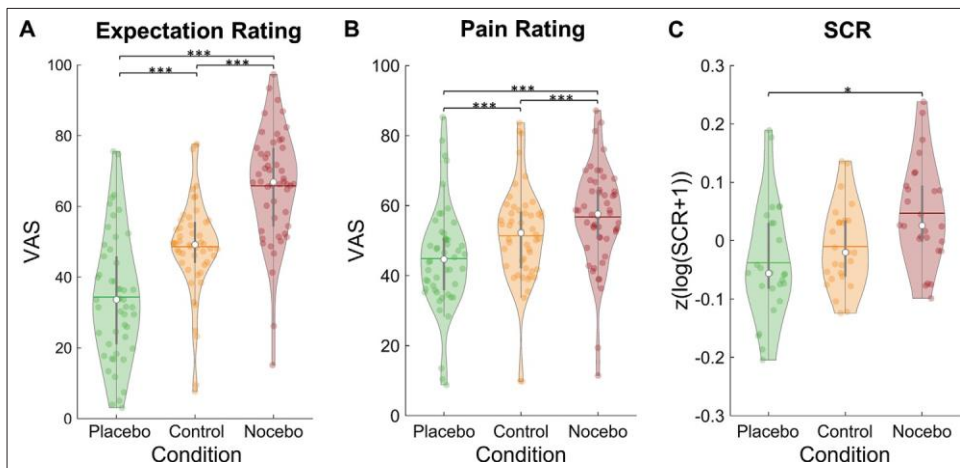 A Expectation Rating
***
*** ***
100
80
60
40
20
0
VAS
Placebo Control Nocebo
Condition
B Pain Rating
***
*** ***
100
80
60
40
20
0
VAS
Placebo Control Nocebo
Condition
C SCR
*
0.3
0.2
0.1
0
-0.1
-0.2
-0.3
z(log(SCR+1))
Placebo Control Nocebo
Condition